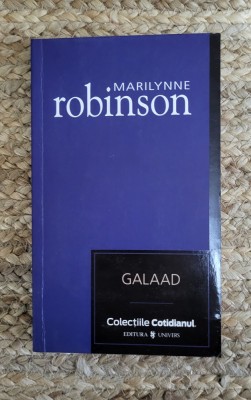 MARILYNNE
robinson
GALAAD
Colecțiile Cotidianul.
EDITURA UNIVERS